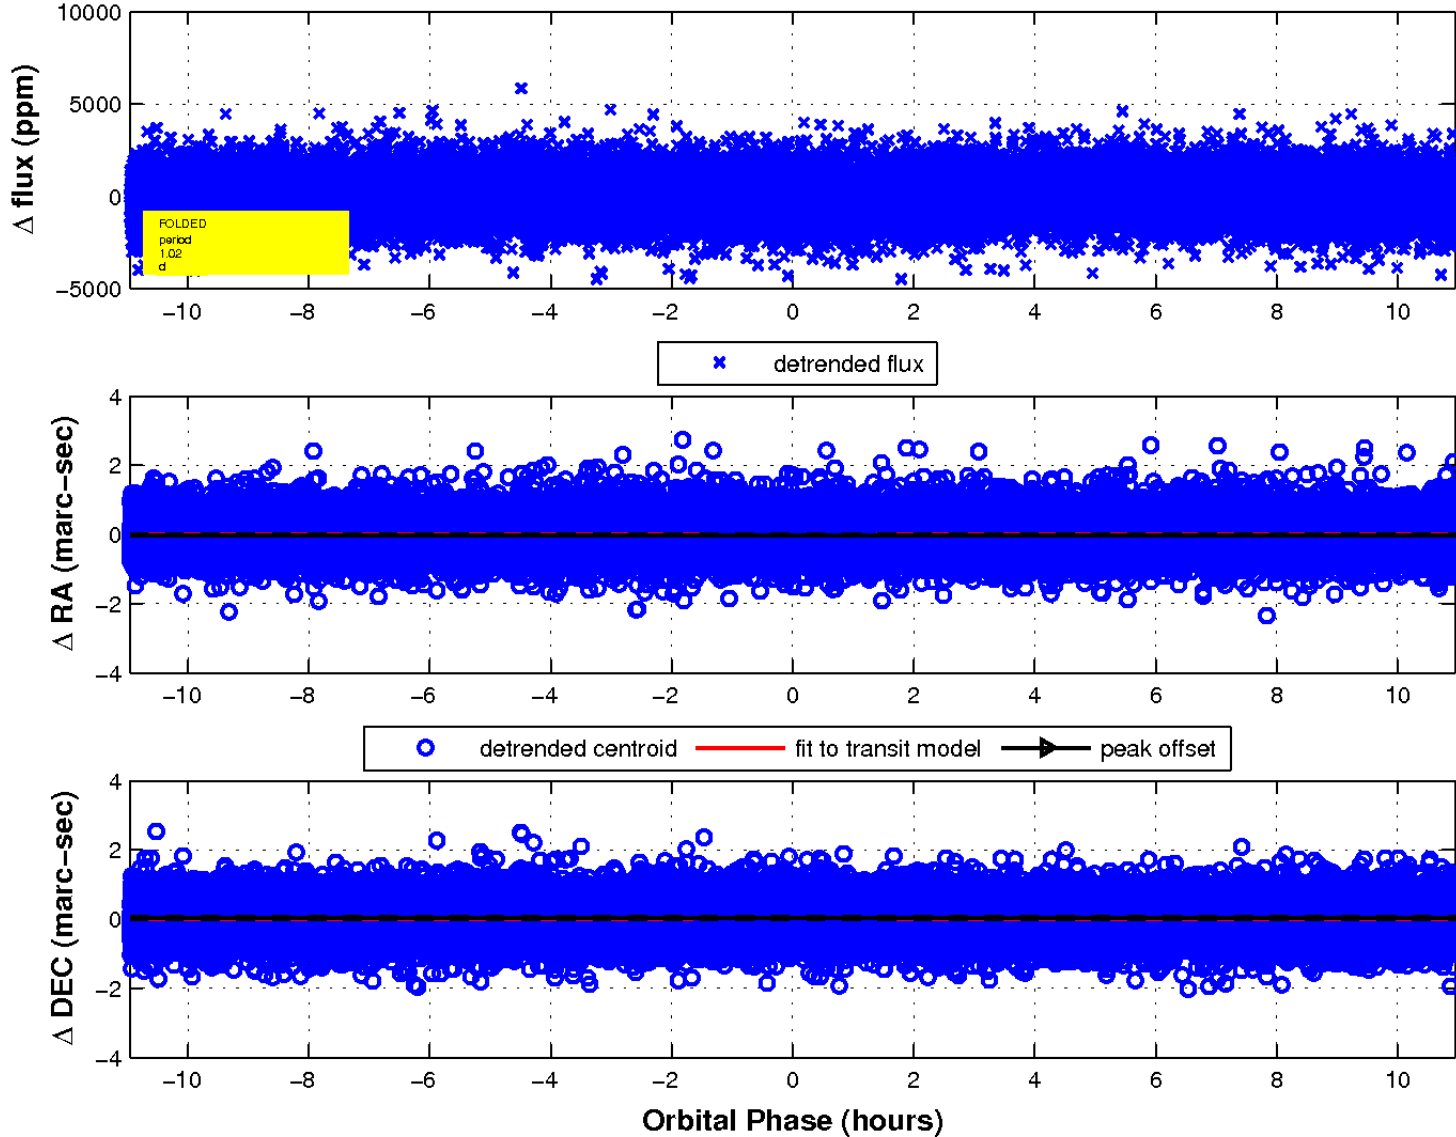 10000
5000
0
−5000
Δ flux (ppm)
FOLDED
period
1.02
d
−10 −8 −6 −4 −2 0 2 4 6 8 10
detrended flux
4
2
0
−2
−4
Δ RA (marc−sec)
−10 −8 −6 −4 −2 0 2 4 6 8 10
detrended centroid fit to transit model peak offset
4
2
0
−2
−4
Δ DEC (marc−sec)
−10 −8 −6 −4 −2 0 2 4 6 8 10
Orbital Phase (hours)